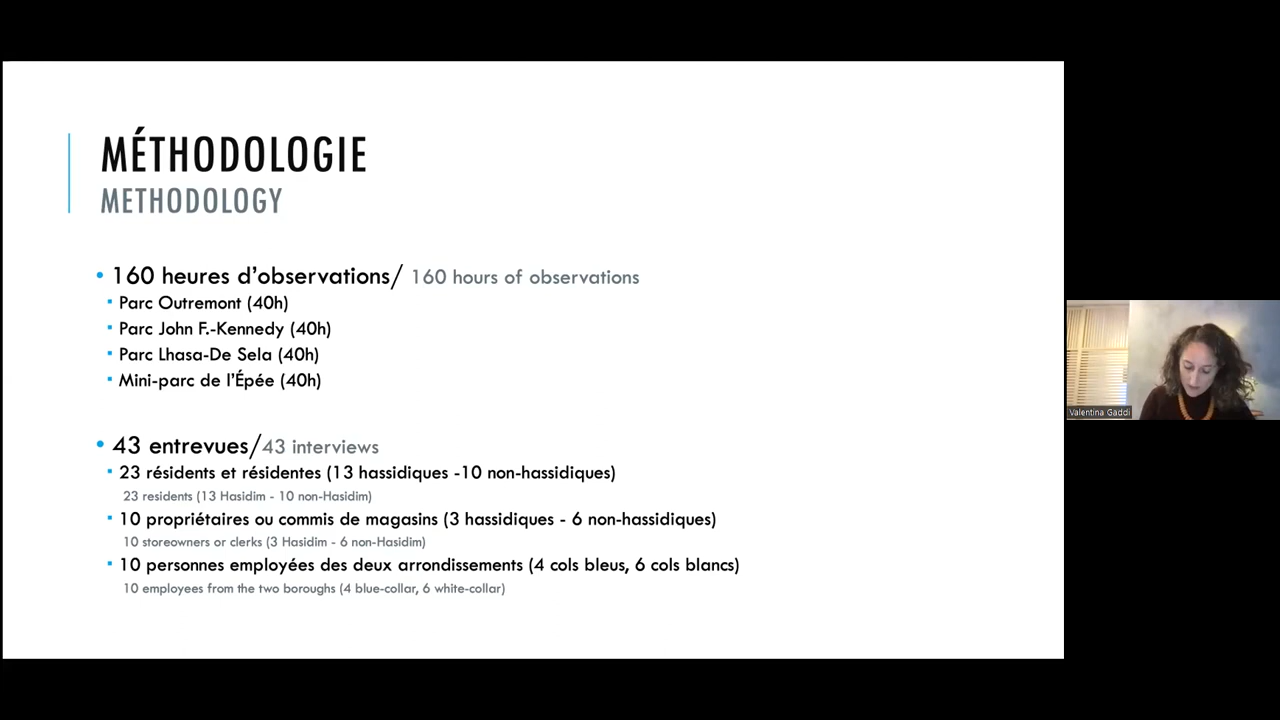 MÉTHODOLOGIE
METHODOLOGY
• 160 heures d'observations/ 160 hours of observations
▪ Parc Outremont (40h)
▪ Parc John F.-Kennedy (40h)
▪ Parc Lhasa-De Sela (40h)
▪ Mini-parc de l'Épée (40h)
• 43 entrevues/43 interviews
▪ 23 résidents et résidentes (13 hassidiques -10 non-hassidiques)
23 residents (13 Hasidim - 10 non-Hasidim)
▪ 10 propriétaires ou commis de magasins (3 hassidiques - 6 non-hassidiques)
10 storeowners or clerks (3 Hasidim - 6 non-Hasidim)
▪ 10 personnes employées des deux arrondissements (4 cols bleus, 6 cols blancs)
10 employees from the two boroughs (4 blue-collar, 6 white-collar)
Valentina Gaddi